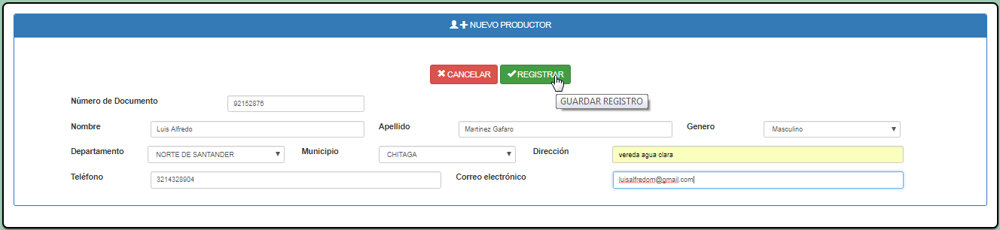 NUEVO PRODUCTOR
CANCELAR REGISTRAR
GUARDAR REGISTRO
Número de Documento 92152876
Nombre Luis Alfredo Apellido Martinez Gafaro Genero Masculino
Departamento NORTE DE SANTANDER Municipio CHITAGA Dirección vereda agua clara
Teléfono 3214328904 Correo electrónico luisalfredom@gmail.com